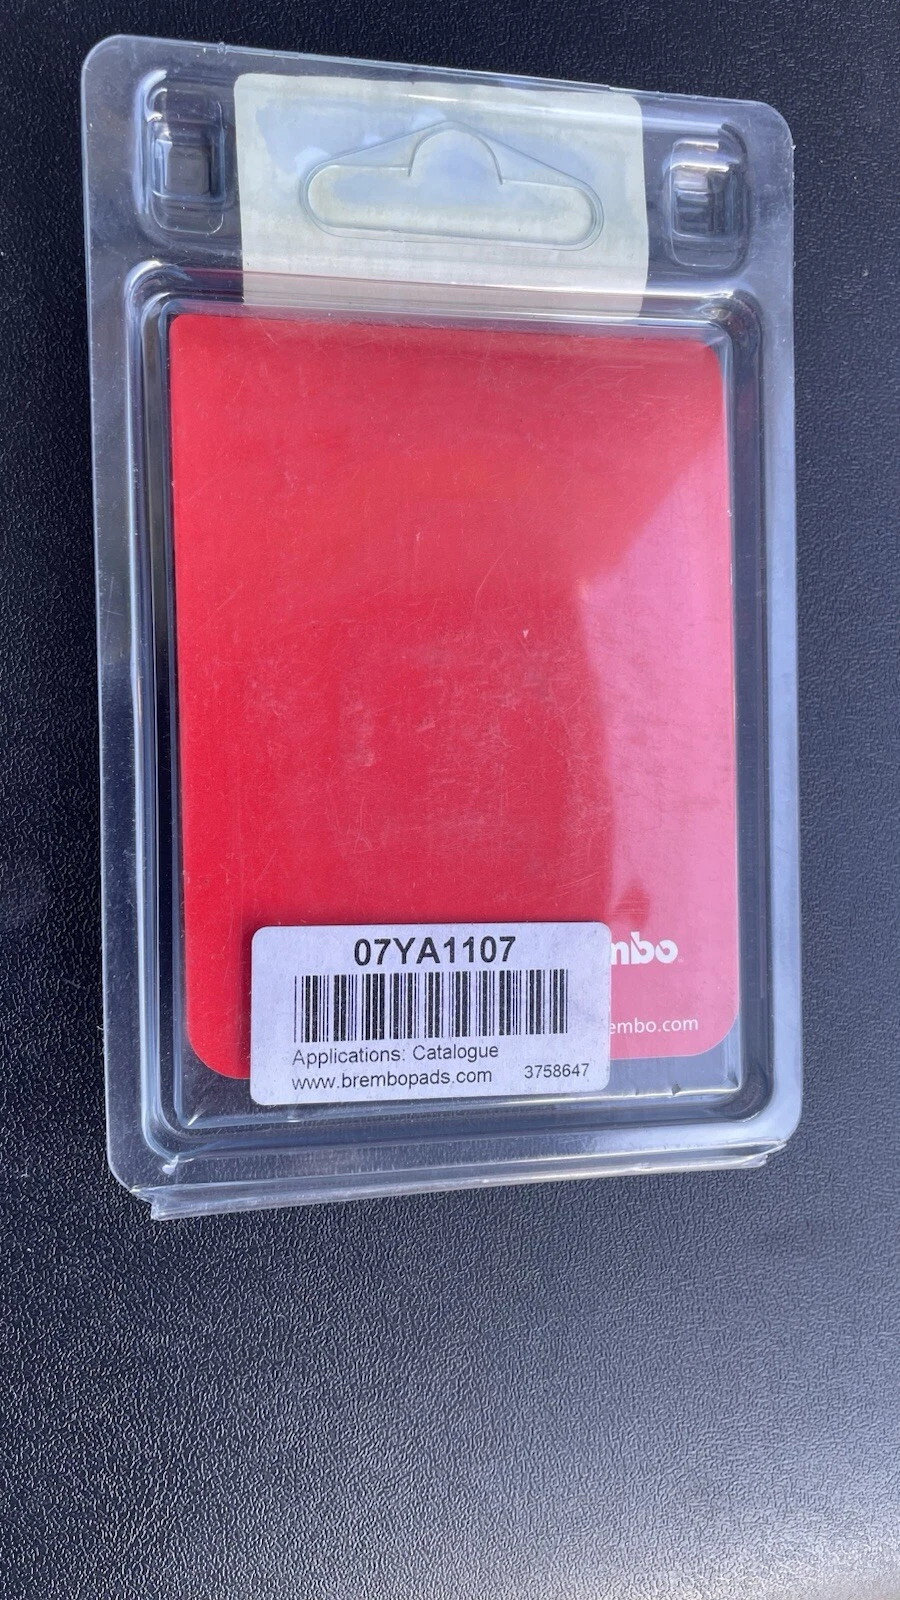 07YA1107
mbo
Applications: Catalogue
embo.com
www.brembopads.com 3758647